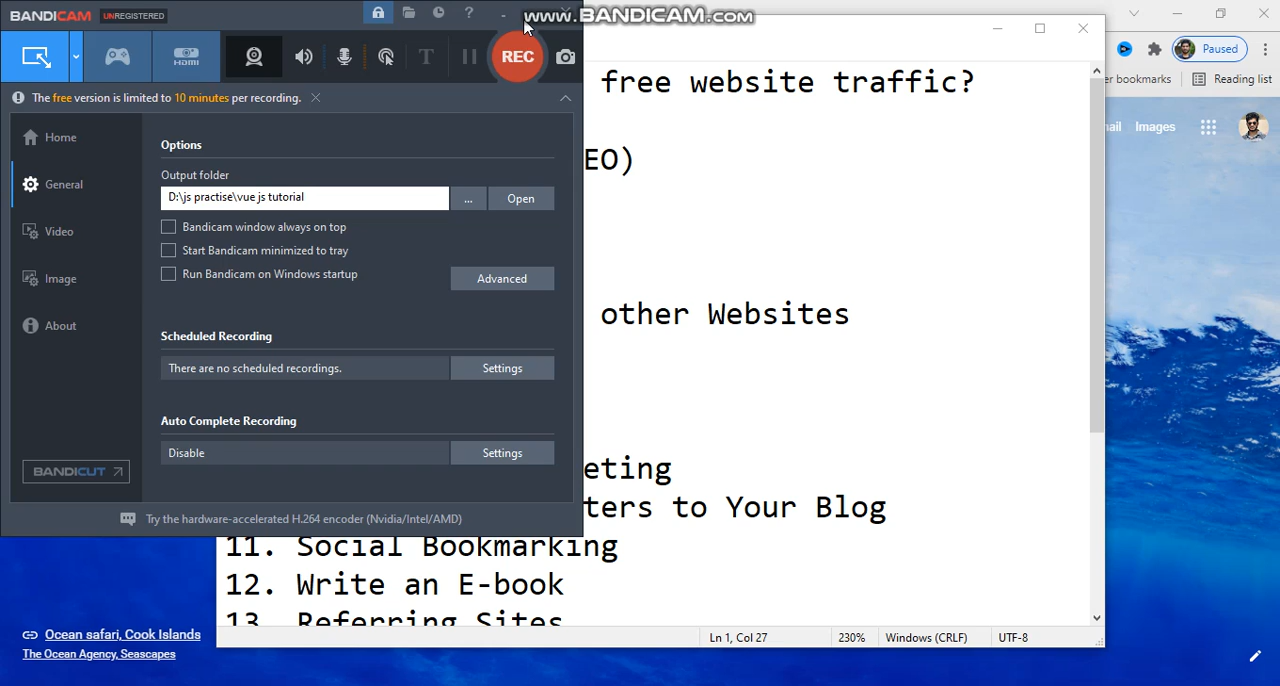 BANDICAM UNREGISTERED
www.BANDICAM.com
HDMI
REC
T
?
Paused
The free version is limited to 10 minutes per recording.
er bookmarks
Reading list
free website traffic?
Home
Options
ail
Images
EO)
Output folder
General
D:\js practise\vue js tutorial
...
Open
Bandicam window always on top
Video
Start Bandicam minimized to tray
Run Bandicam on Windows startup
Advanced
Image
other Websites
About
Scheduled Recording
There are no scheduled recordings.
Settings
Auto Complete Recording
Disable
Settings
eting
BANDICUT
ters to Your Blog
Try the hardware-accelerated H.264 encoder (Nvidia/Intel/AMD)
11. Social Bookmarking
12. Write an E-book
13. Referring Sites
Ocean safari, Cook Islands
Ln 1, Col 27
230%
Windows (CRLF)
UTF-8
The Ocean Agency, Seascapes